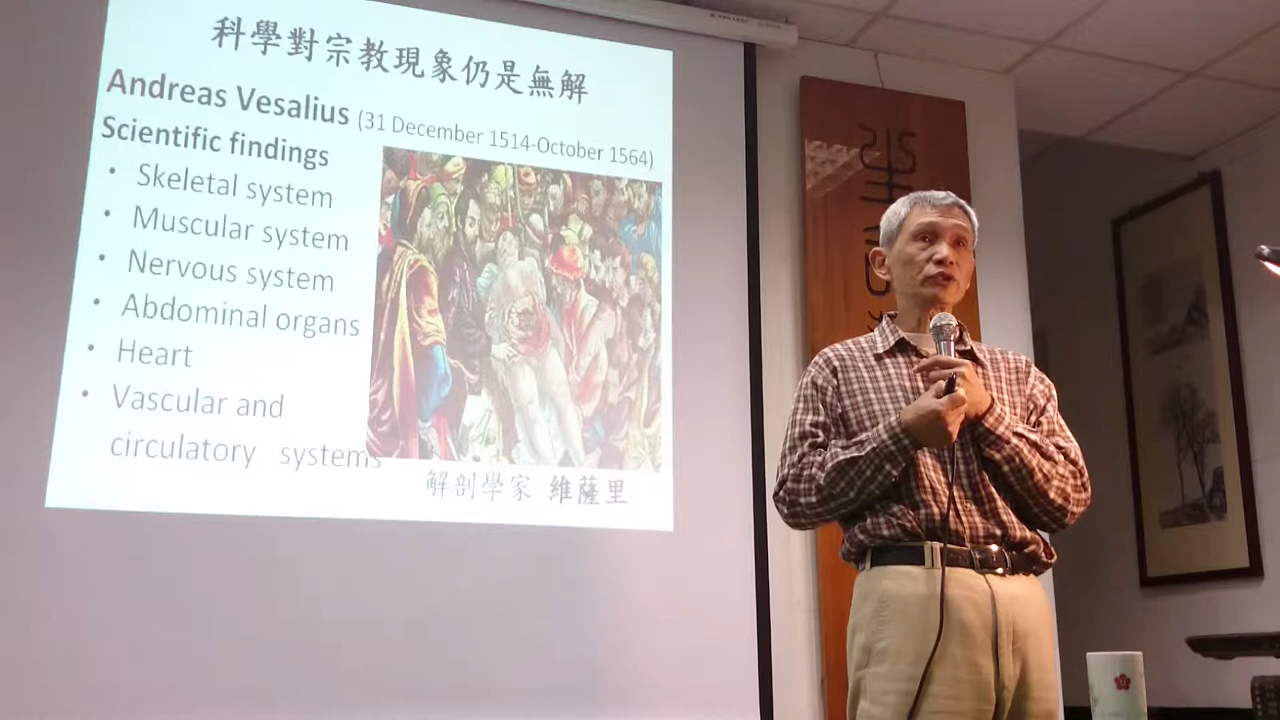 科學對宗教現象仍是無解
Andreas Vesalius (31 December 1514-October 1564)
Scientific findings
• Skeletal system
• Muscular system
• Nervous system
• Abdominal organs
• Heart
• Vascular and
circulatory systems
解剖學家 維薩里